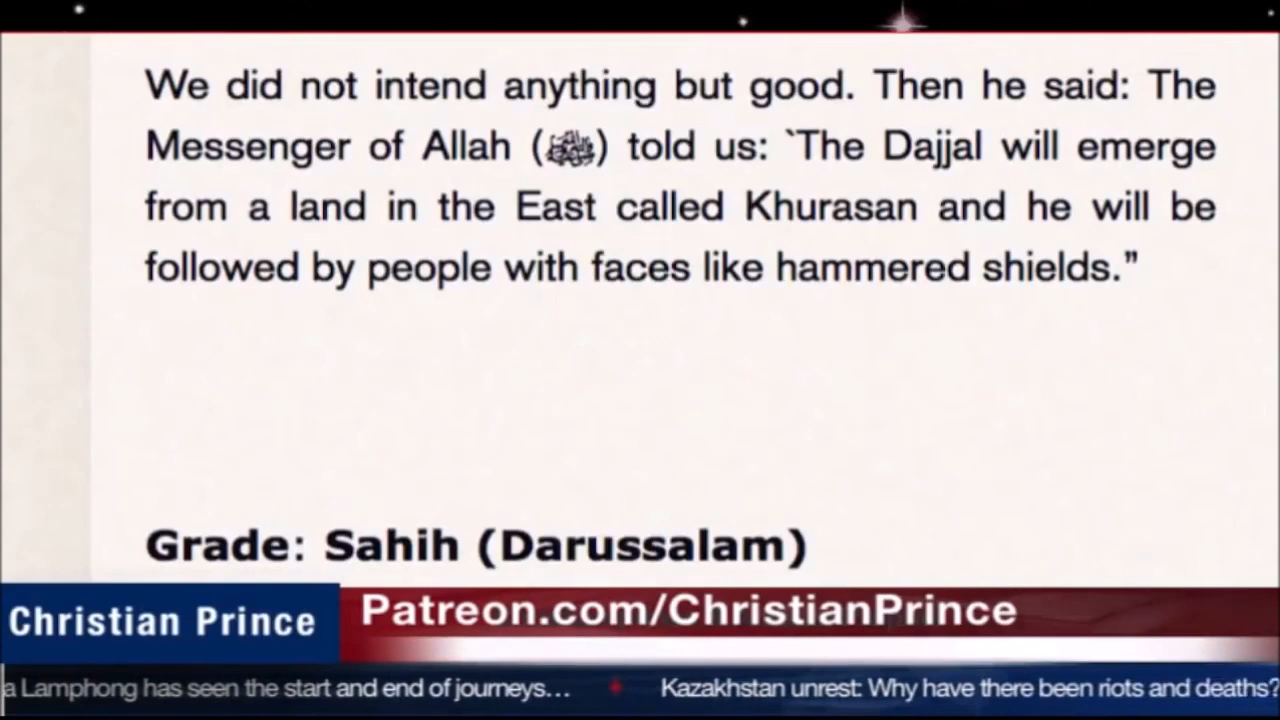 We did not intend anything but good. Then he said: The
Messenger of Allah (ﷺ) told us: `The Dajjal will emerge
from a land in the East called Khurasan and he will be
followed by people with faces like hammered shields.”
Grade: Sahih (Darussalam)
Christian Prince
Patreon.com/ChristianPrince
a Lamphong has seen the start and end of journeys...
Kazakhstan unrest: Why have there been riots and deaths?